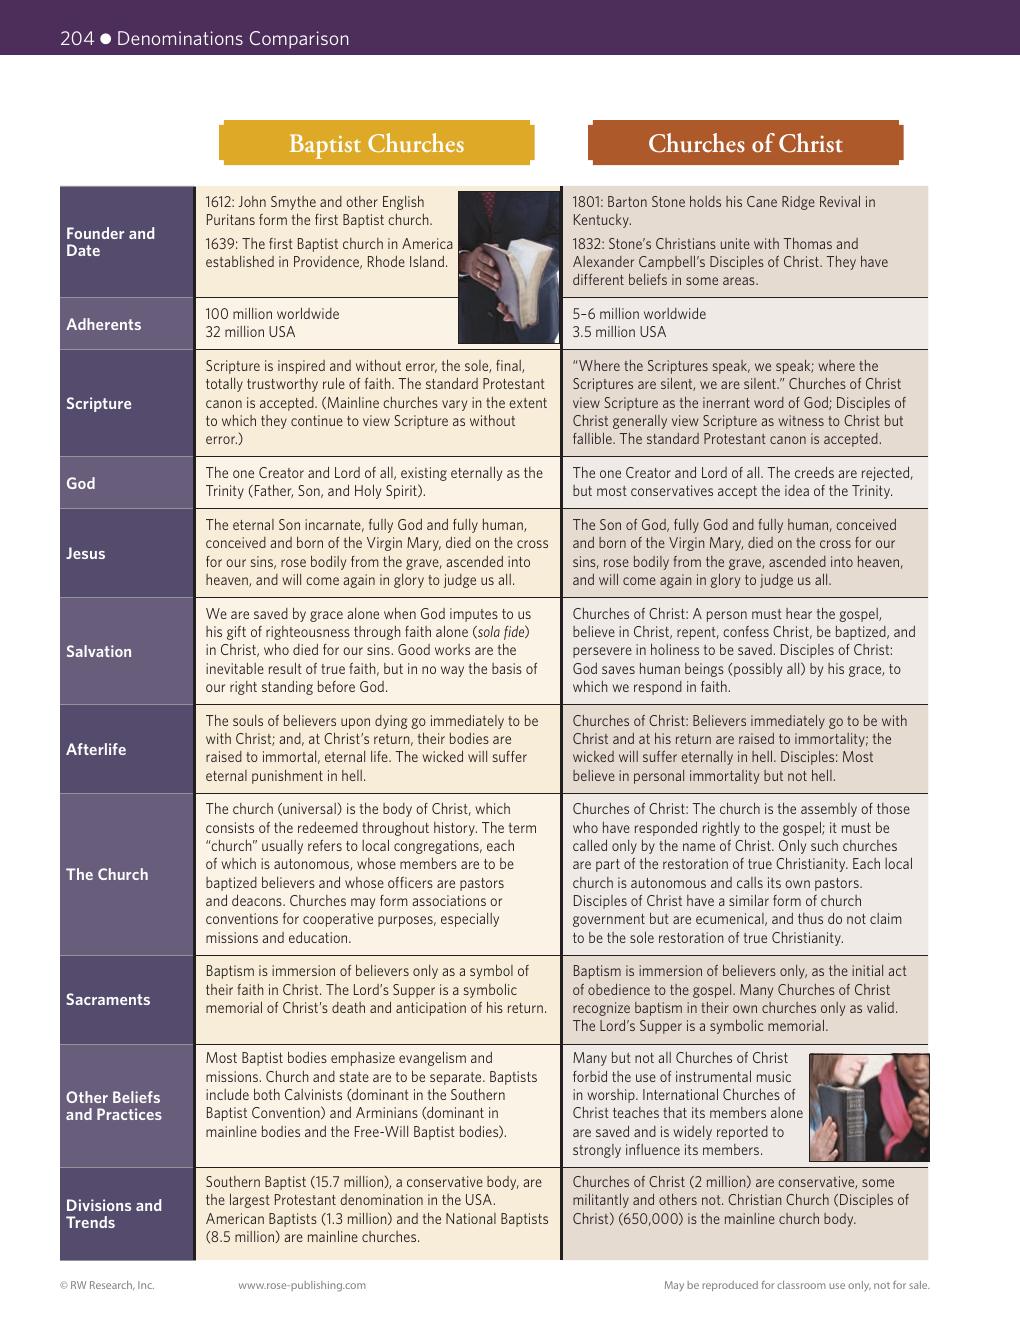 204 ● Denominations Comparison
Baptist Churches
Churches of Christ
Founder and
Date
1612: John Smythe and other English
Puritans form the first Baptist church.
1639: The first Baptist church in America
established in Providence, Rhode Island.
1801: Barton Stone holds his Cane Ridge Revival in
Kentucky.
1832: Stone’s Christians unite with Thomas and
Alexander Campbell’s Disciples of Christ. They have
different beliefs in some areas.
Adherents
100 million worldwide
32 million USA
5–6 million worldwide
3.5 million USA
Scripture
Scripture is inspired and without error, the sole, final,
totally trustworthy rule of faith. The standard Protestant
canon is accepted. (Mainline churches vary in the extent
to which they continue to view Scripture as without
error.)
“Where the Scriptures speak, we speak; where the
Scriptures are silent, we are silent.” Churches of Christ
view Scripture as the inerrant word of God; Disciples of
Christ generally view Scripture as witness to Christ but
fallible. The standard Protestant canon is accepted.
God
The one Creator and Lord of all, existing eternally as the
Trinity (Father, Son, and Holy Spirit).
The one Creator and Lord of all. The creeds are rejected,
but most conservatives accept the idea of the Trinity.
Jesus
The eternal Son incarnate, fully God and fully human,
conceived and born of the Virgin Mary, died on the cross
for our sins, rose bodily from the grave, ascended into
heaven, and will come again in glory to judge us all.
The Son of God, fully God and fully human, conceived
and born of the Virgin Mary, died on the cross for our
sins, rose bodily from the grave, ascended into heaven,
and will come again in glory to judge us all.
Salvation
We are saved by grace alone when God imputes to us
his gift of righteousness through faith alone (sola fide)
in Christ, who died for our sins. Good works are the
inevitable result of true faith, but in no way the basis of
our right standing before God.
Churches of Christ: A person must hear the gospel,
believe in Christ, repent, confess Christ, be baptized, and
persevere in holiness to be saved. Disciples of Christ:
God saves human beings (possibly all) by his grace, to
which we respond in faith.
Afterlife
The souls of believers upon dying go immediately to be
with Christ; and, at Christ’s return, their bodies are
raised to immortal, eternal life. The wicked will suffer
eternal punishment in hell.
Churches of Christ: Believers immediately go to be with
Christ and at his return are raised to immortality; the
wicked will suffer eternally in hell. Disciples: Most
believe in personal immortality but not hell.
The Church
The church (universal) is the body of Christ, which
consists of the redeemed throughout history. The term
“church” usually refers to local congregations, each
of which is autonomous, whose members are to be
baptized believers and whose officers are pastors
and deacons. Churches may form associations or
conventions for cooperative purposes, especially
missions and education.
Churches of Christ: The church is the assembly of those
who have responded rightly to the gospel; it must be
called only by the name of Christ. Only such churches
are part of the restoration of true Christianity. Each local
church is autonomous and calls its own pastors.
Disciples of Christ have a similar form of church
government but are ecumenical, and thus do not claim
to be the sole restoration of true Christianity.
Sacraments
Baptism is immersion of believers only as a symbol of
their faith in Christ. The Lord’s Supper is a symbolic
memorial of Christ’s death and anticipation of his return.
Baptism is immersion of believers only, as the initial act
of obedience to the gospel. Many Churches of Christ
recognize baptism in their own churches only as valid.
The Lord’s Supper is a symbolic memorial.
Other Beliefs
and Practices
Most Baptist bodies emphasize evangelism and
missions. Church and state are to be separate. Baptists
include both Calvinists (dominant in the Southern
Baptist Convention) and Arminians (dominant in
mainline bodies and the Free-Will Baptist bodies).
Many but not all Churches of Christ
forbid the use of instrumental music
in worship. International Churches of
Christ teaches that its members alone
are saved and is widely reported to
strongly influence its members.
Divisions and
Trends
Southern Baptist (15.7 million), a conservative body, are
the largest Protestant denomination in the USA.
American Baptists (1.3 million) and the National Baptists
(8.5 million) are mainline churches.
Churches of Christ (2 million) are conservative, some
militantly and others not. Christian Church (Disciples of
Christ) (650,000) is the mainline church body.
© RW Research, Inc.
www.rose-publishing.com
May be reproduced for classroom use only, not for sale.